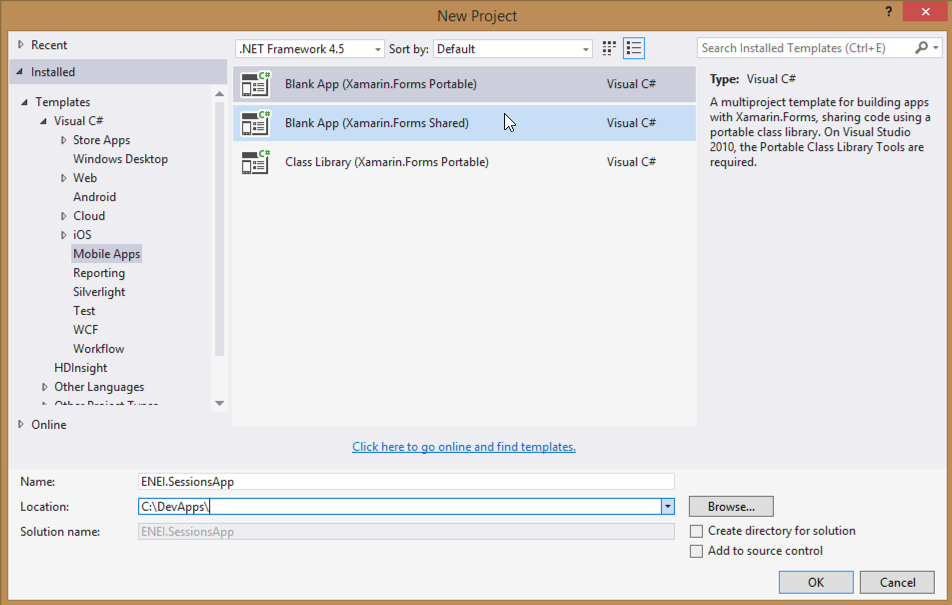 New Project
?
Recent
Installed
Templates
Visual C#
Store Apps
Windows Desktop
Web
Android
Cloud
iOS
Mobile Apps
Reporting
Silverlight
Test
WCF
Workflow
HDInsight
Other Languages
Other Project Types
Online
.NET Framework 4.5
Sort by: Default
C# Blank App (Xamarin.Forms Portable) Visual C#
C# Blank App (Xamarin.Forms Shared) Visual C#
C# Class Library (Xamarin.Forms Portable) Visual C#
Click here to go online and find templates.
Search Installed Templates (Ctrl+E)
Type: Visual C#
A multiproject template for building apps
with Xamarin.Forms, sharing code using a
portable class library. On Visual Studio
2010, the Portable Class Library Tools are
required.
Name: ENEI.SessionsApp
Location: C:\DevApps\
Browse...
Solution name: ENEI.SessionsApp
Create directory for solution
Add to source control
OK Cancel